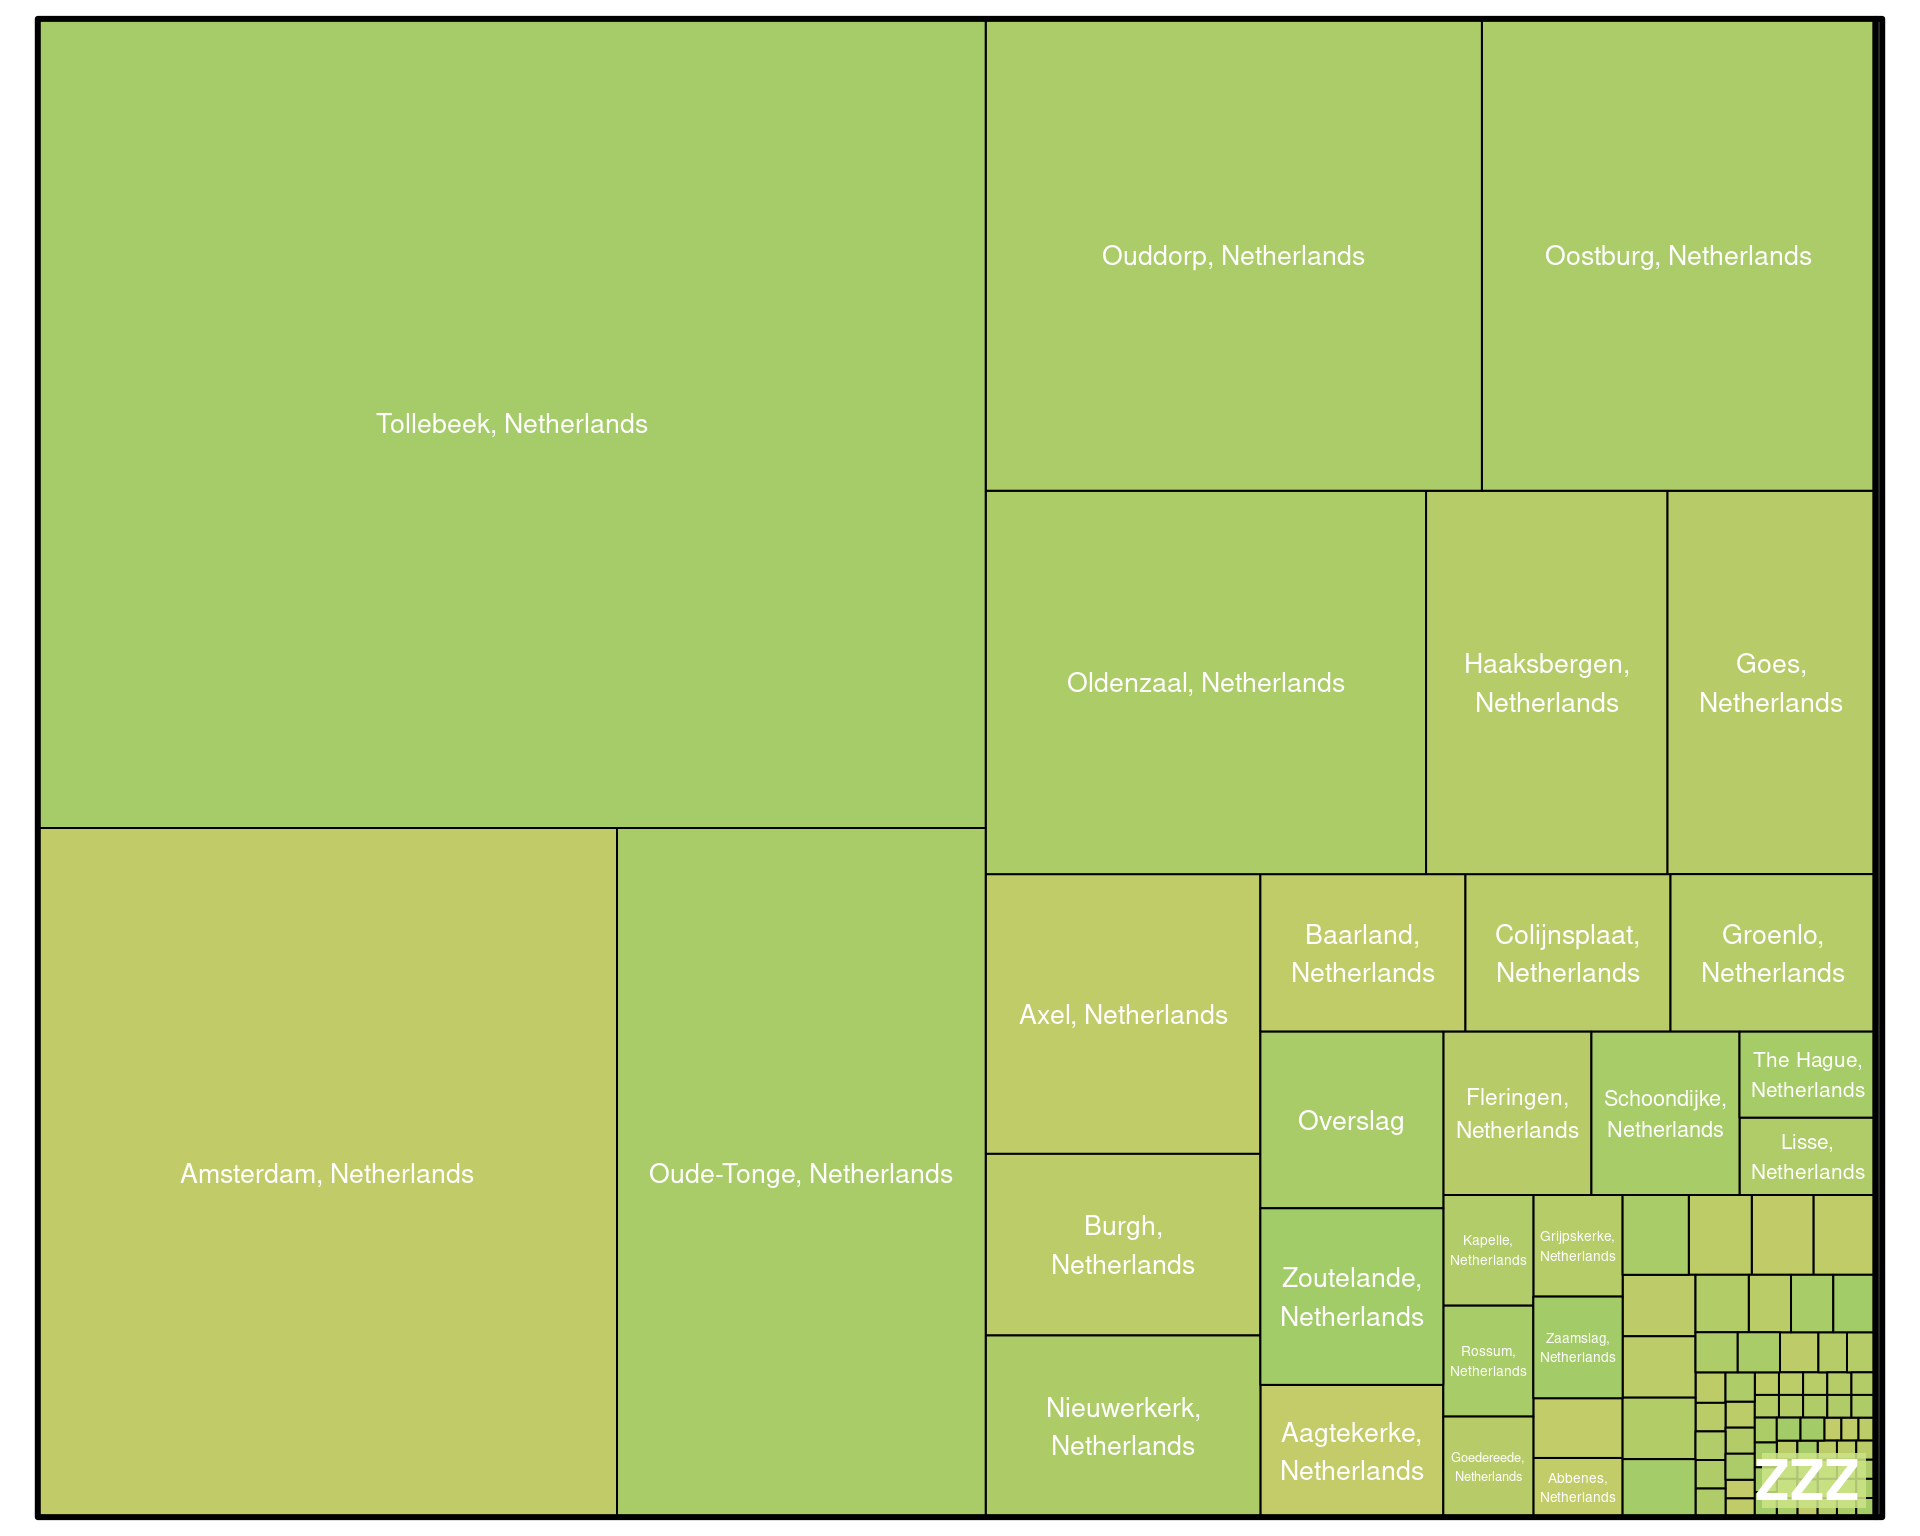 Tollebeek, Netherlands
Ouddorp, Netherlands
Oostburg, Netherlands
Oldenzaal, Netherlands
Haaksbergen,
Netherlands
Goes,
Netherlands
Amsterdam, Netherlands
Oude-Tonge, Netherlands
Axel, Netherlands
Baarland,
Netherlands
Colijnsplaat,
Netherlands
Groenlo,
Netherlands
Overslag
Fleringen,
Netherlands
Schoondijke,
Netherlands
The Hague,
Netherlands
Lisse,
Netherlands
Burgh,
Netherlands
Zoutelande,
Netherlands
Kapelle,
Netherlands
Grijpskerke,
Netherlands
Rossum,
Netherlands
Zaamslag,
Netherlands
Nieuwerkerk,
Netherlands
Aagtekerke,
Netherlands
Goedereede,
Netherlands
Abbenes,
Netherlands
ZZZ